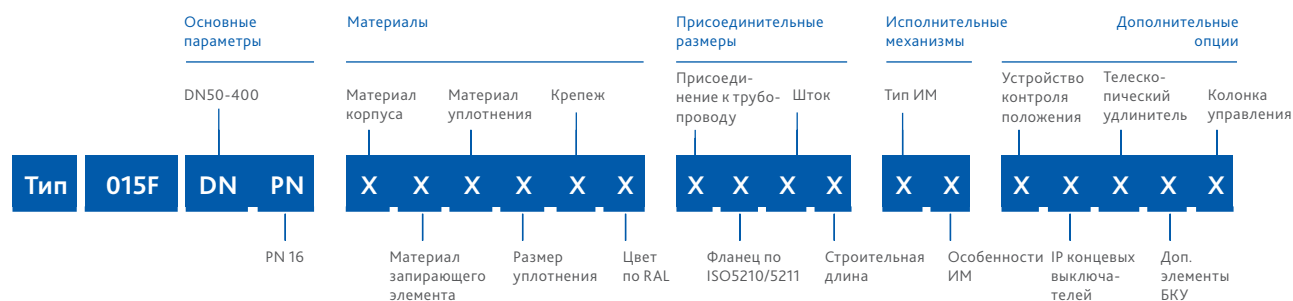 Основные
параметры
Материалы
Присоединительные
размеры
Исполнительные
механизмы
Дополнительные
опции
DN50-400
Материал
корпуса
Материал
уплотнения
Крепеж
Присоеди-
нение к трубо-
проводу
Шток
Тип ИМ
Устройство
контроля
положения
Телеско-
пический
удлинитель
Колонка
управления
Тип 015F DN PN X X X X X X X X X X X X X X X X X
PN 16
Материал
запирающего
элемента
Размер
уплотнения
Цвет
по RAL
Фланец по
ISO5210/5211
Строительная
длина
Особенности
ИМ
IP концевых
выключа-
телей
Доп.
элементы
БКУ